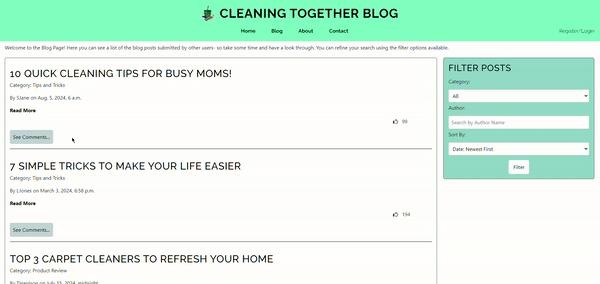 CLEANING TOGETHER BLOG
Home Blog About Contact Register/Login
Welcome to the Blog Page! Here you can see a list of the blog posts submitted by other users- so take some time and have a look through. You can refine your search using the filter options available.
10 QUICK CLEANING TIPS FOR BUSY MOMS!
Category: Tips and Tricks
By SJane on Aug. 5, 2024, 6 a.m.
Read More
99
See Comments...
7 SIMPLE TRICKS TO MAKE YOUR LIFE EASIER
Category: Tips and Tricks
By LJones on March 3, 2024, 6:58 p.m.
Read More
194
See Comments...
TOP 3 CARPET CLEANERS TO REFRESH YOUR HOME
Category: Product Review
on July 15, 2024, midnight
FILTER POSTS
Category:
All
Author:
Search by Author Name
Sort By:
Date: Newest First
Filter